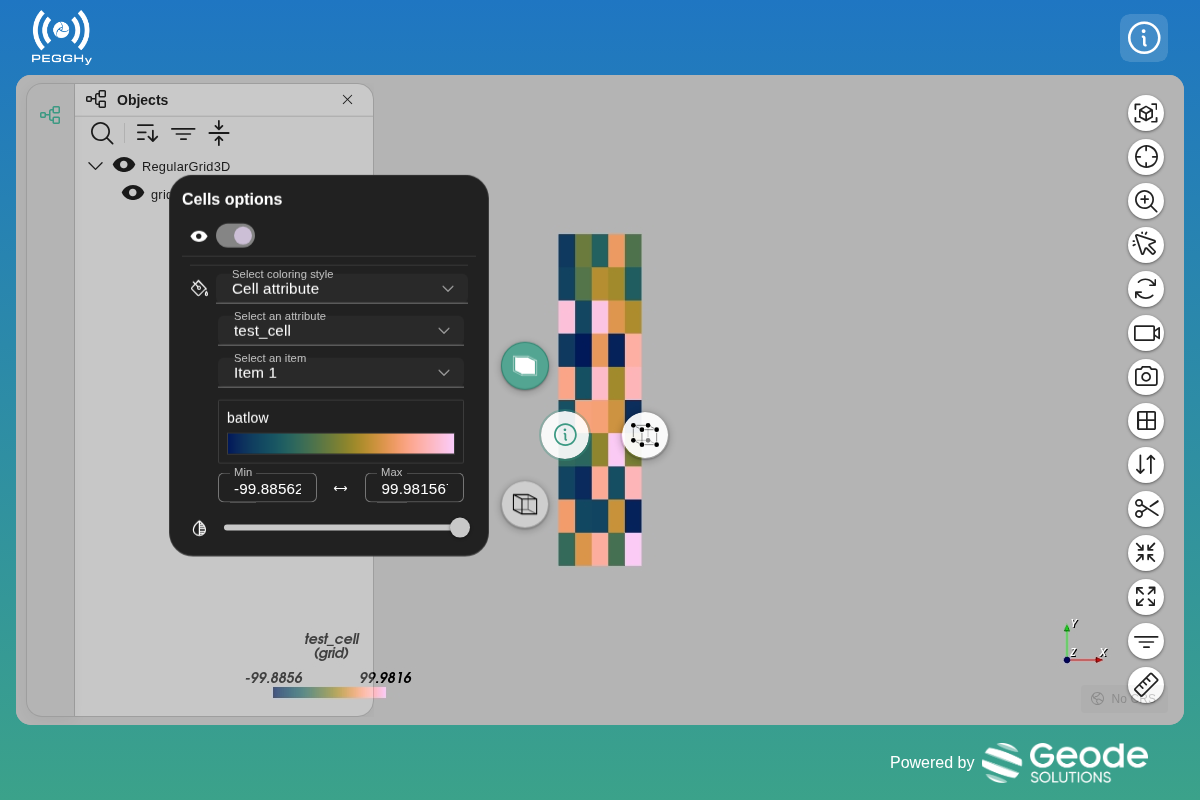 PEGGHy
Objects
RegularGrid3D
grid
Cells options
Select coloring style
Cell attribute
Select an attribute
test_cell
Select an item
Item 1
batlow
Min
-99.88562
Max
99.98156
test_cell
(grid)
-99.8856
99.9816
Y
Z
X
No CRS
Powered by
Geode
SOLUTIONS